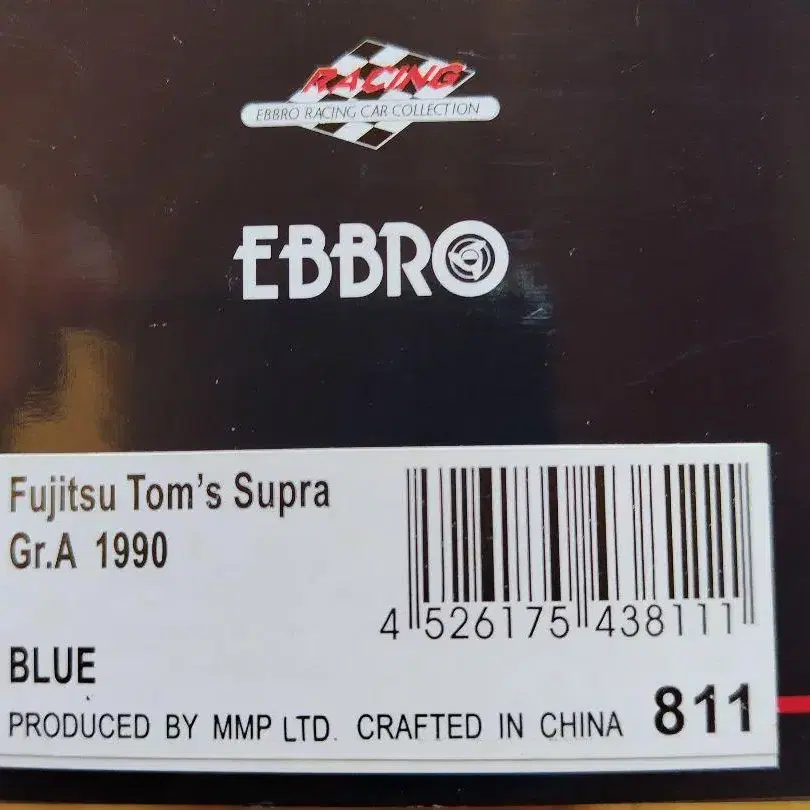 RACING
EBBRO RACING CAR COLLECTION
EBBRO
Fujitsu Tom's Supra
Gr.A 1990
4 526175 438111
BLUE
PRODUCED BY MMP LTD. CRAFTED IN CHINA 811